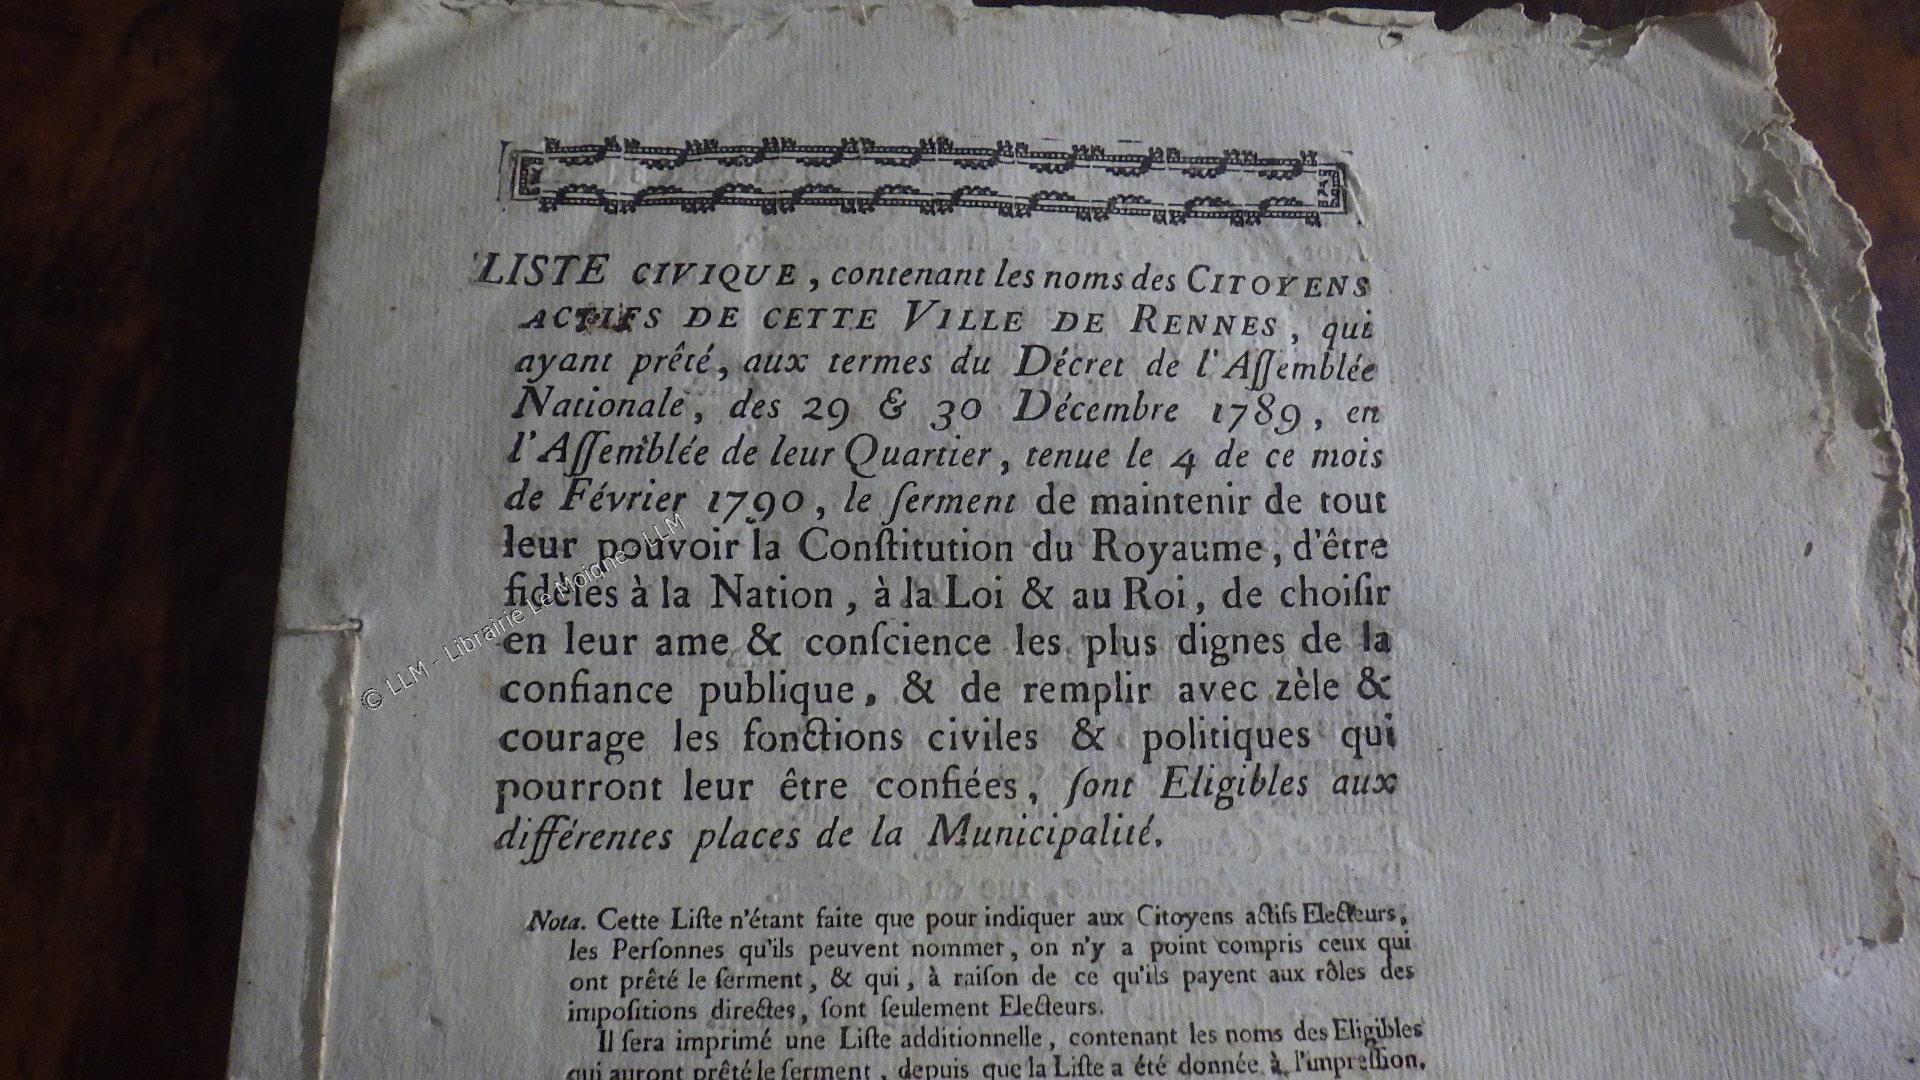 LISTE CIVIQUE, contenant les noms des CITOYENS
ACTIFS DE CETTE VILLE DE RENNES, qui
ayant prêté, aux termes du Décret de l'Aſſemblée
Nationale, des 29 & 30 Décembre 1789, en
l'Aſſemblée de leur Quartier, tenue le 4 de ce mois
de Février 1790, le ſerment de maintenir de tout
leur pouvoir la Conſtitution du Royaume, d'être
fidèles à la Nation, à la Loi & au Roi, de choiſir
en leur ame & conſcience les plus dignes de la
confiance publique, & de remplir avec zèle &
courage les fonctions civiles & politiques qui
pourront leur être confiées, ſont Eligibles aux
différentes places de la Municipalité.
Nota. Cette Liſte n'étant faite que pour indiquer aux Citoyens actifs Electeurs,
les Perſonnes qu'ils peuvent nommer, on n'y a point compris ceux qui
ont prêté le ſerment, & qui, à raiſon de ce qu'ils payent aux rôles des
impoſitions directes, ſont ſeulement Electeurs.
Il ſera imprimé une Liſte additionnelle, contenant les noms des Eligibles
qui auront prêté le ſerment, depuis que la Liſte a été donnée à l'impreſſion.
© LLM - Librairie Le Moigne - LLM